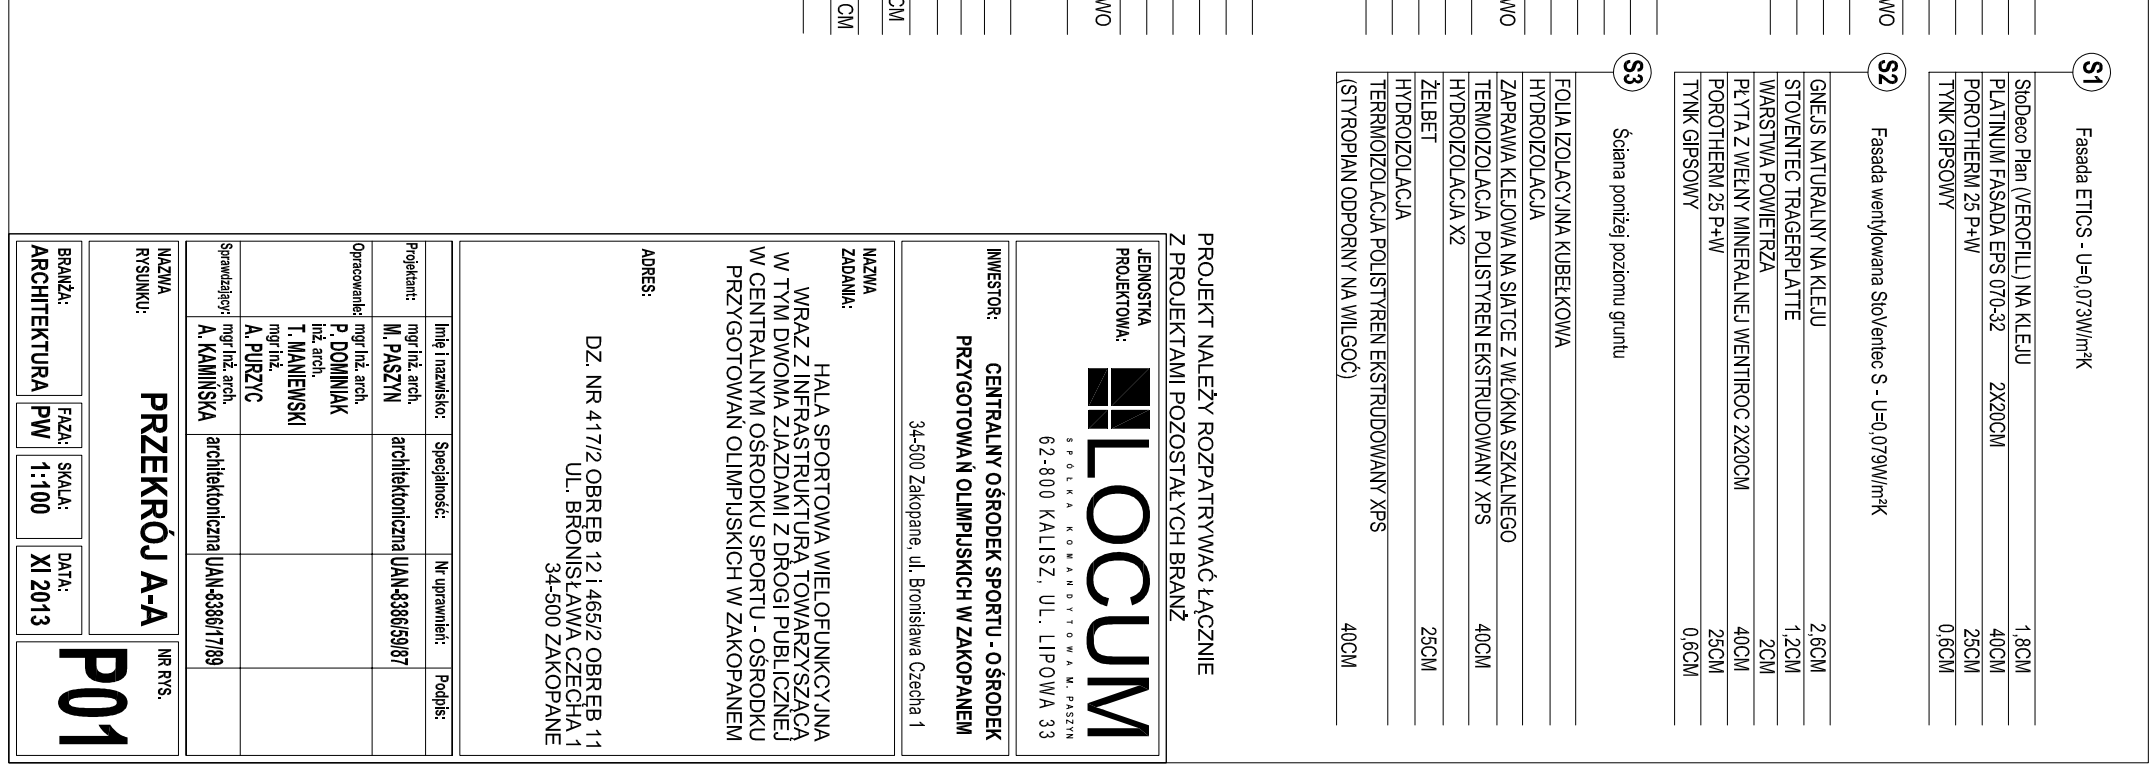 WO
CM
CM
WO
WO
S1
Fasada ETICS - U=0,073W/m²K
StoDeco Plan (VEROFILL) NA KLEJU 1,8CM
PLATINUM FASADA EPS 070-32 2X20CM 40CM
POROTHERM 25 P+W 25CM
TYNK GIPSOWY 0,6CM
S2
Fasada wentylowana StoVentec S - U=0,079W/m²K
GNEJS NATURALNY NA KLEJU 2,6CM
STOVENTEC TRAGERPLATTE 1,2CM
WARSTWA POWIETRZA 2CM
PŁYTA Z WEŁNY MINERALNEJ WENTIROC 2X20CM 40CM
POROTHERM 25 P+W 25CM
TYNK GIPSOWY 0,6CM
S3
Ściana poniżej poziomu gruntu
FOLIA IZOLACYJNA KUBEŁKOWA
HYDROIZOLACJA
ZAPRAWA KLEJOWA NA SIATCE Z WŁÓKNA SZKALNEGO
TERMOIZOLACJA POLISTYREN EKSTRUDOWANY XPS 40CM
HYDROIZOLACJA X2
ŻELBET 25CM
HYDROIZOLACJA
TERRMOIZOLACJA POLISTYREN EKSTRUDOWANY XPS
(STYROPIAN ODPORNY NA WILGOĆ) 40CM
PROJEKT NALEŻY ROZPATRYWAĆ ŁĄCZNIE
Z PROJEKTAMI POZOSTAŁYCH BRANŻ
JEDNOSTKA
PROJEKTOWA:
LOCUM
SPÓŁKA KOMANDYTOWA M. PASZYN
62-800 KALISZ, UL. LIPOWA 33
INWESTOR:
CENTRALNY OŚRODEK SPORTU - OŚRODEK
PRZYGOTOWAŃ OLIMPIJSKICH W ZAKOPANEM
34-500 Zakopane, ul. Bronisława Czecha 1
NAZWA
ZADANIA:
HALA SPORTOWA WIELOFUNKCYJNA
WRAZ Z INFRASTRUKTURĄ TOWARZYSZĄCĄ
W TYM DWOMA ZJAZDAMI Z DROGI PUBLICZNEJ
W CENTRALNYM OŚRODKU SPORTU - OŚRODKU
PRZYGOTOWAŃ OLIMPIJSKICH W ZAKOPANEM
ADRES:
DZ. NR 417/2 OBRĘB 12 i 465/2 OBRĘB 11
UL. BRONISŁAWA CZECHA 1
34-500 ZAKOPANE
Imię i nazwisko: Specjalność: Nr uprawnień: Podpis:
Projektant: mgr inż. arch. M. PASZYN architektoniczna UAN-8386/59/87
Opracowanie: mgr inż. arch.
P. DOMINIAK
inż. arch.
T. MANIEWSKI
mgr inż.
A. PURZYC
Sprawdzający: mgr inż. arch. A. KAMIŃSKA architektoniczna UAN-8386/17/89
NAZWA
RYSUNKU:
PRZEKRÓJ A-A
NR RYS.
P01
BRANŻA:
ARCHITEKTURA
FAZA:
PW
SKALA:
1:100
DATA:
XI 2013